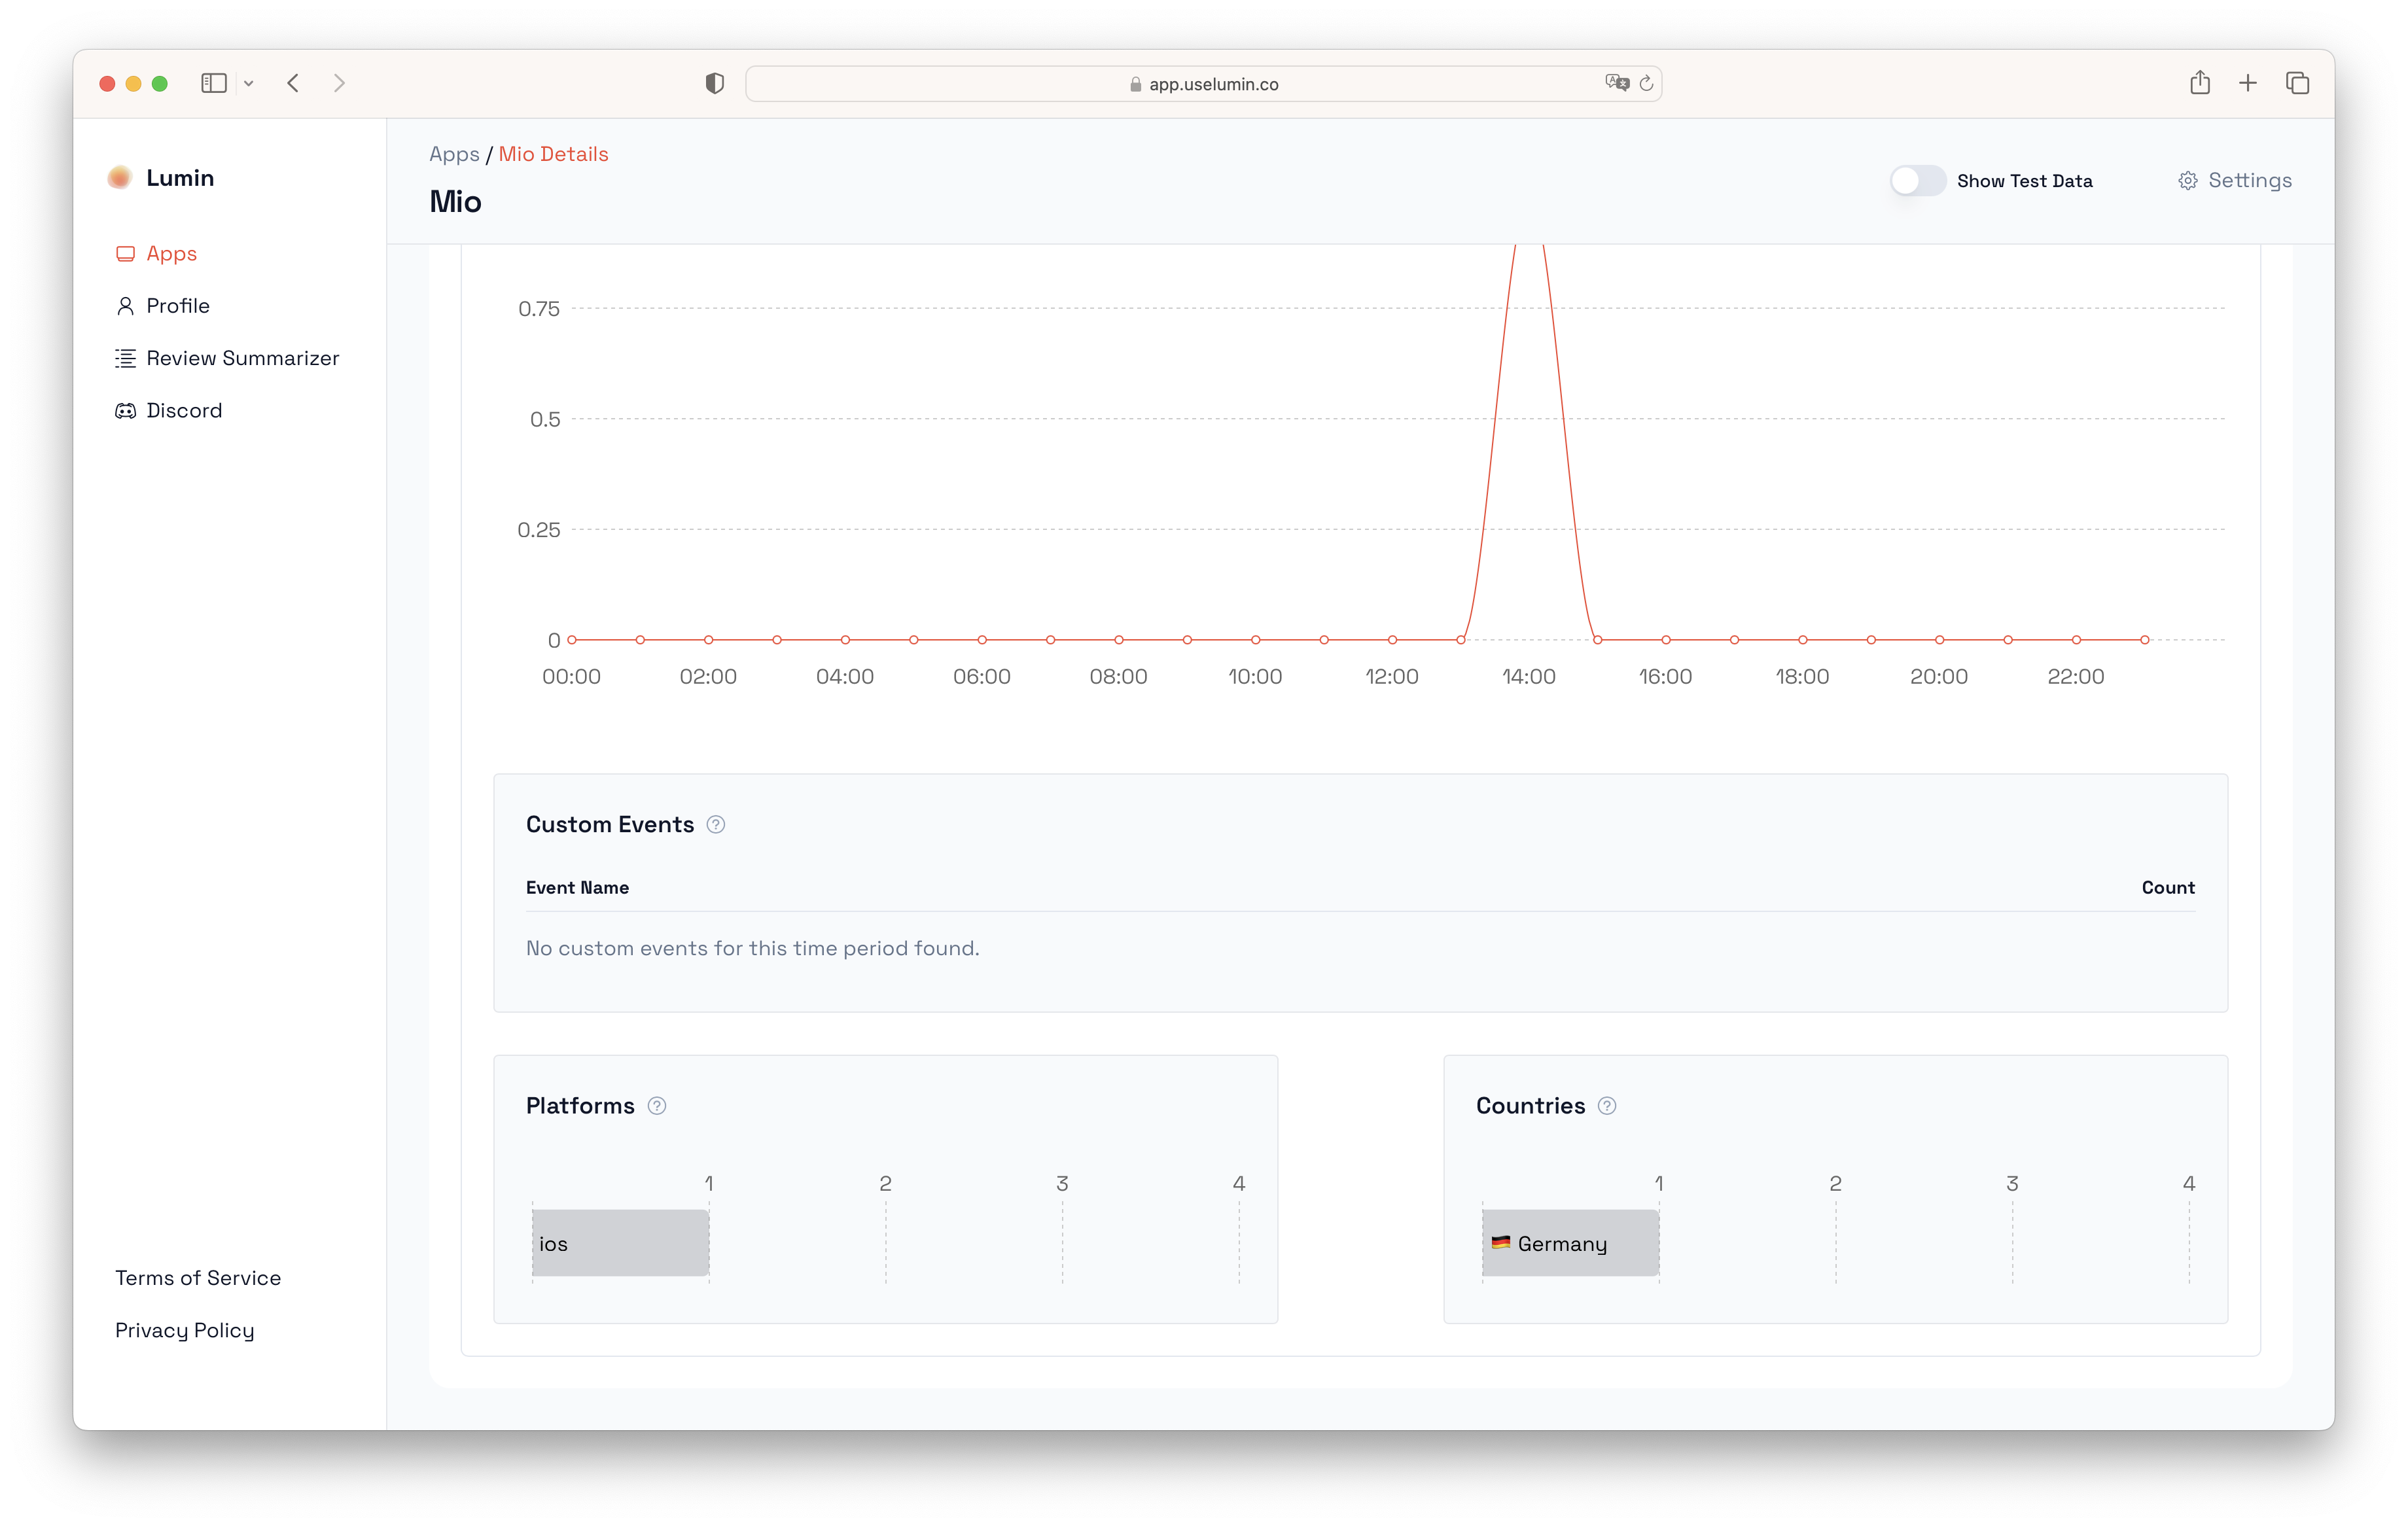 app.uselumin.co
Lumin
Apps
Profile
Review Summarizer
Discord
Terms of Service
Privacy Policy
Apps / Mio Details
Mio
Show Test Data
Settings
0.75
0.5
0.25
0
00:00 02:00 04:00 06:00 08:00 10:00 12:00 14:00 16:00 18:00 20:00 22:00
Custom Events ?
Event Name Count
No custom events for this time period found.
Platforms ?
1 2 3 4
ios
Countries ?
1 2 3 4
🇩🇪 Germany